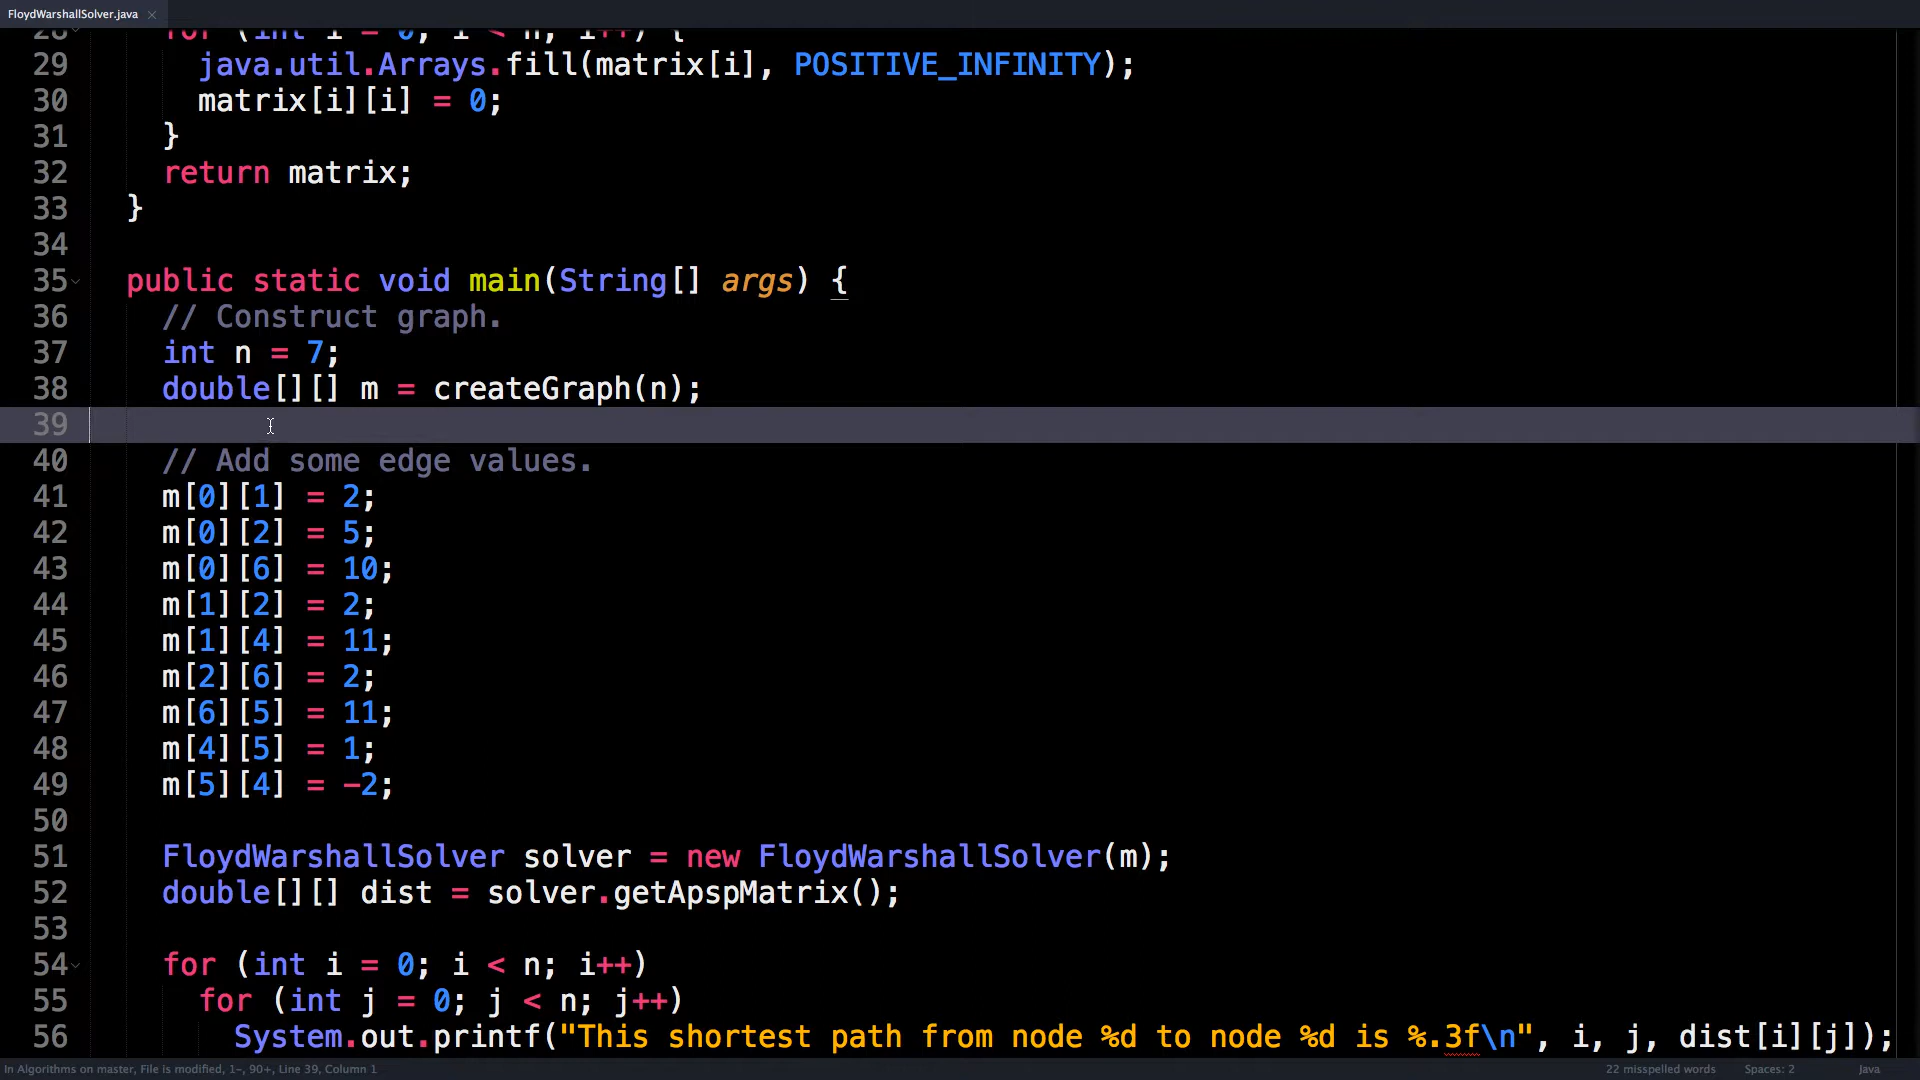 FloydWarshallSolver.java ×
28 for (int i = 0; i < n; i++) {
29 java.util.Arrays.fill(matrix[i], POSITIVE_INFINITY);
30 matrix[i][i] = 0;
31 }
32 return matrix;
33 }
34
35 public static void main(String[] args) {
36 // Construct graph.
37 int n = 7;
38 double[][] m = createGraph(n);
39
40 // Add some edge values.
41 m[0][1] = 2;
42 m[0][2] = 5;
43 m[0][6] = 10;
44 m[1][2] = 2;
45 m[1][4] = 11;
46 m[2][6] = 2;
47 m[6][5] = 11;
48 m[4][5] = 1;
49 m[5][4] = -2;
50
51 FloydWarshallSolver solver = new FloydWarshallSolver(m);
52 double[][] dist = solver.getApspMatrix();
53
54 for (int i = 0; i < n; i++)
55 for (int j = 0; j < n; j++)
56 System.out.printf("This shortest path from node %d to node %d is %.3f\n", i, j, dist[i][j]);
In Algorithms on master, File is modified, 1-, 90+, Line 39, Column 1 22 misspelled words Spaces: 2 Java